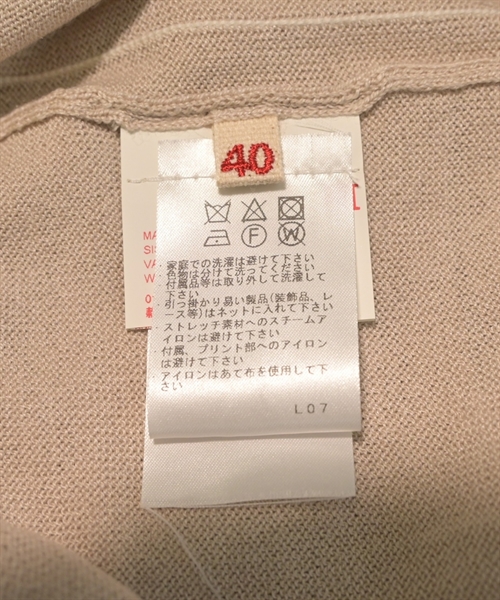 40
MA
SI
VA
W
0
F
W
・家庭での洗濯は避けて下さい
・色物は分けて洗ってください
・付属品等は取り外して洗濯して
下さい
・引っ掛かり易い製品(装飾品、レ
ース等)はネットに入れて下さい
・ストレッチ素材へのスチームア
イロンは避けて下さい
・付属、プリント部へのアイロン
は避けて下さい
・アイロンはあて布を使用して下
さい
L07